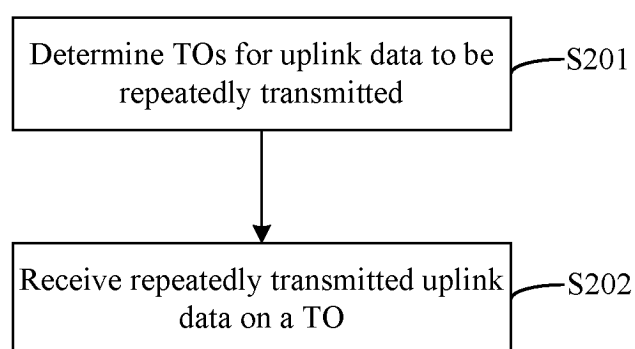 Determine TOs for uplink data to be
repeatedly transmitted
S201
Receive repeatedly transmitted uplink
data on a TO
S202